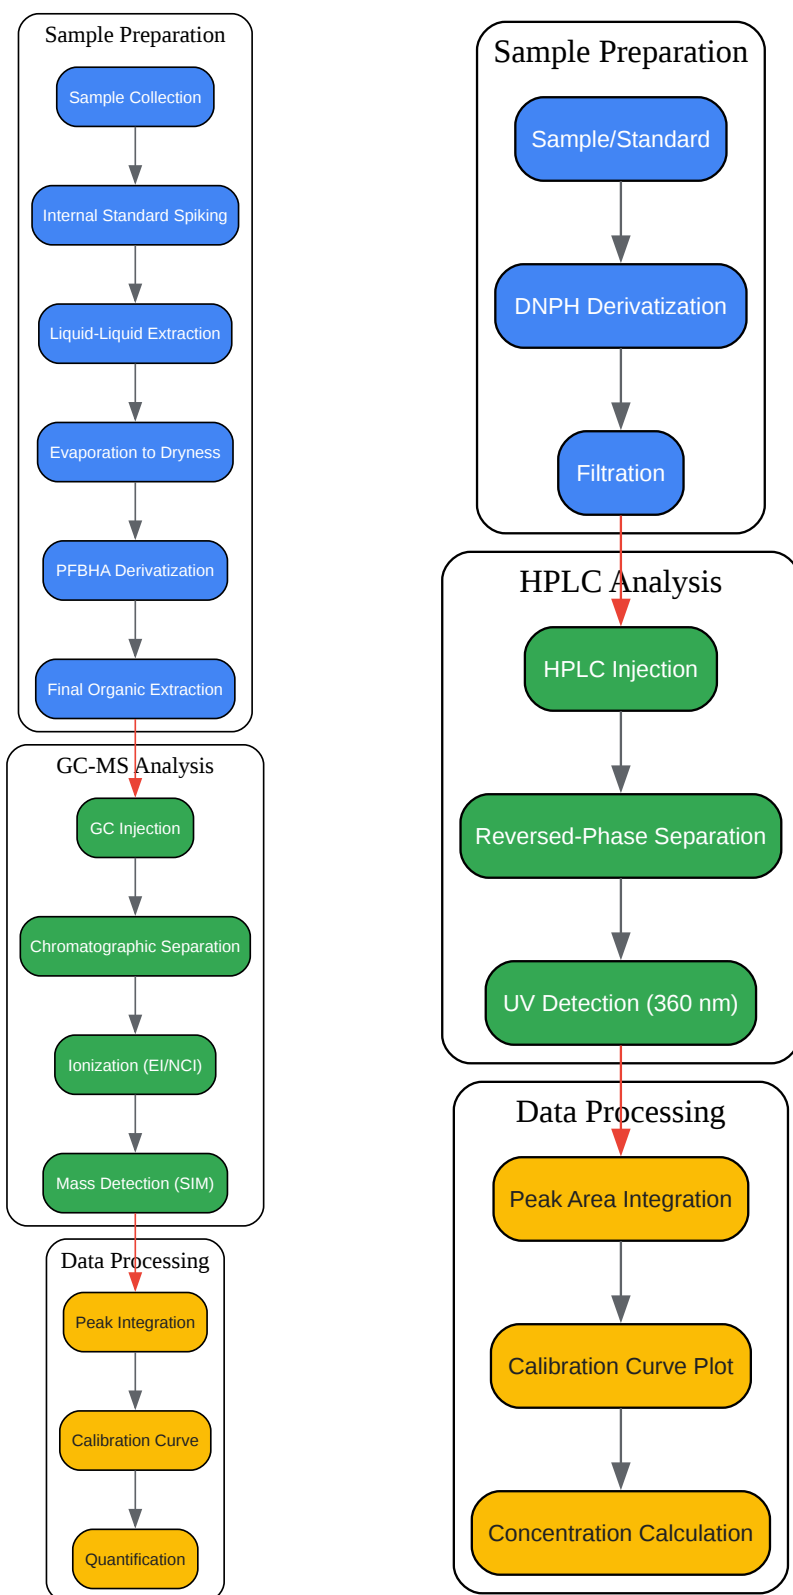 Sample Preparation
Sample Collection
Internal Standard Spiking
Liquid-Liquid Extraction
Evaporation to Dryness
PFBHA Derivatization
Final Organic Extraction
GC-MS Analysis
GC Injection
Chromatographic Separation
Ionization (EI/NCI)
Mass Detection (SIM)
Data Processing
Peak Integration
Calibration Curve
Quantification
Sample Preparation
Sample/Standard
DNPH Derivatization
Filtration
HPLC Analysis
HPLC Injection
Reversed-Phase Separation
UV Detection (360 nm)
Data Processing
Peak Area Integration
Calibration Curve Plot
Concentration Calculation